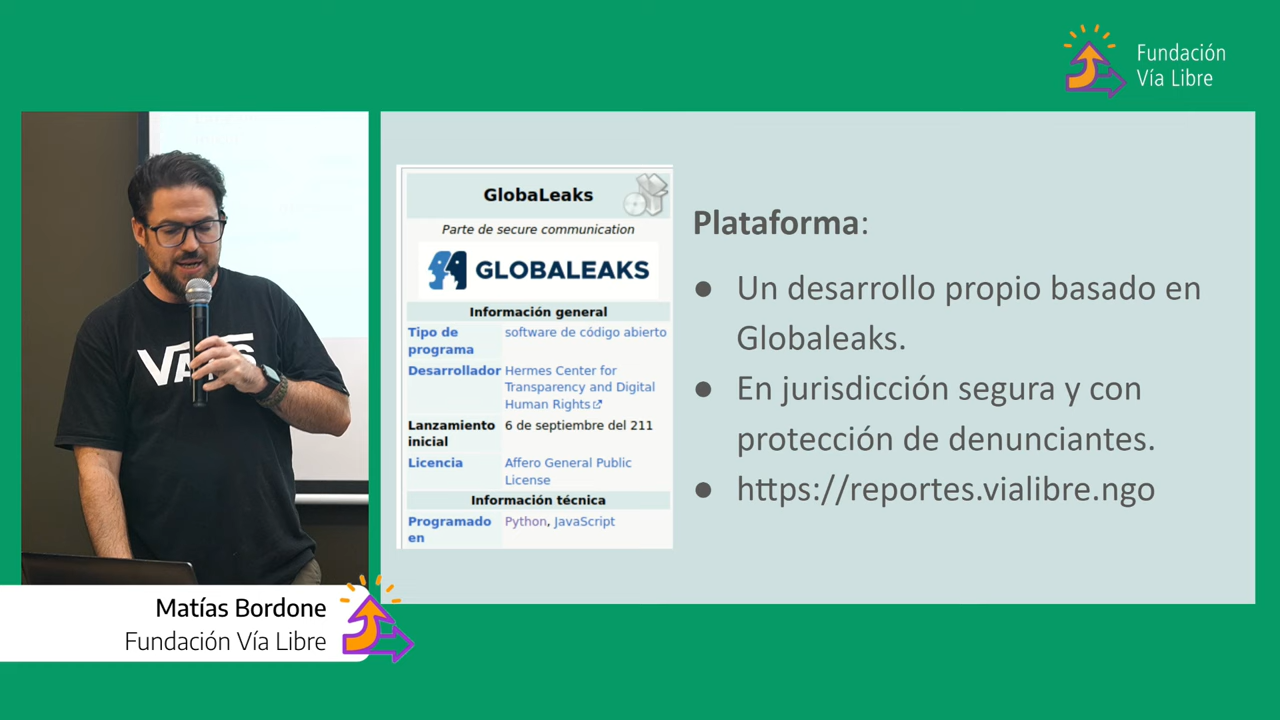 Fundación
Vía Libre
VANS
GlobaLeaks
Parte de secure communication
GLOBALEAKS
Información general
Tipo de programa software de código abierto
Desarrollador Hermes Center for Transparency and Digital Human Rights
Lanzamiento inicial 6 de septiembre del 211
Licencia Affero General Public License
Información técnica
Programado en Python, JavaScript
Plataforma:
● Un desarrollo propio basado en
Globaleaks.
● En jurisdicción segura y con
protección de denunciantes.
● https://reportes.vialibre.ngo
Matías Bordone
Fundación Vía Libre